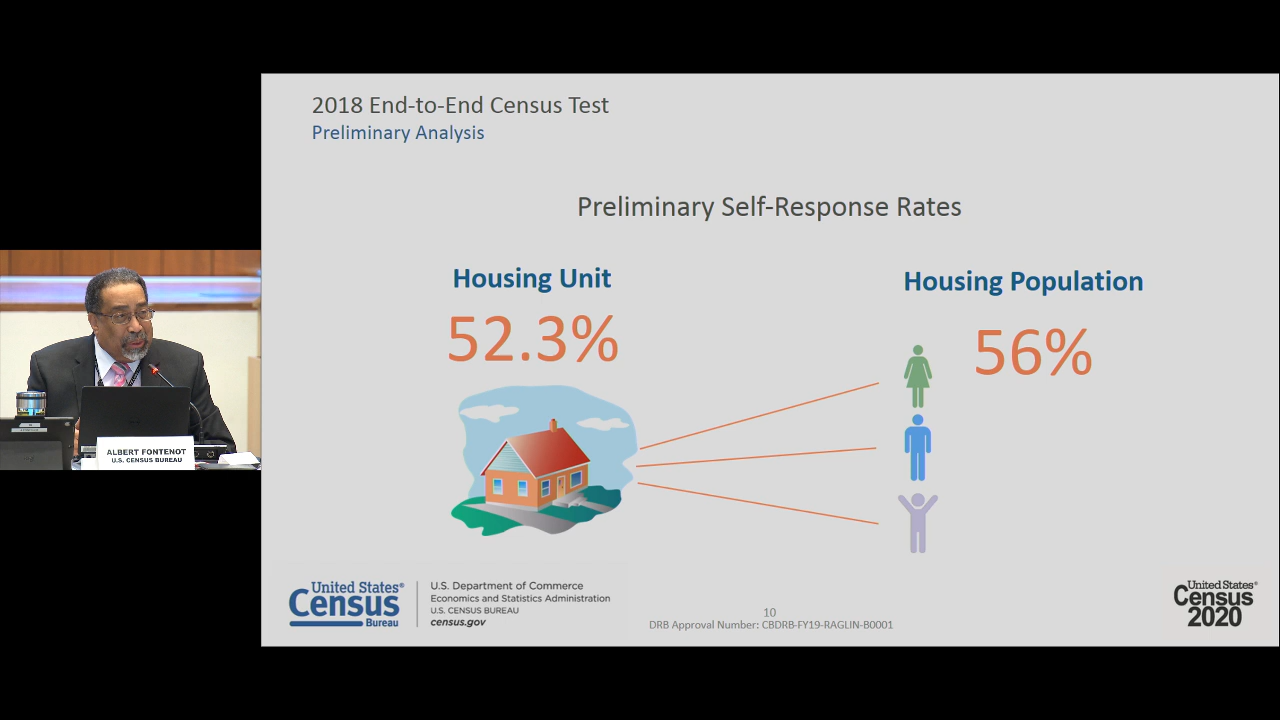 2018 End-to-End Census Test
Preliminary Analysis
Preliminary Self-Response Rates
Housing Unit
52.3%
Housing Population
56%
ALBERT FONTENOT
U.S. CENSUS BUREAU
United States®
Census
Bureau
U.S. Department of Commerce
Economics and Statistics Administration
U.S. CENSUS BUREAU
census.gov
10
DRB Approval Number: CBDRB-FY19-RAGLIN-B0001
United States®
Census
2020